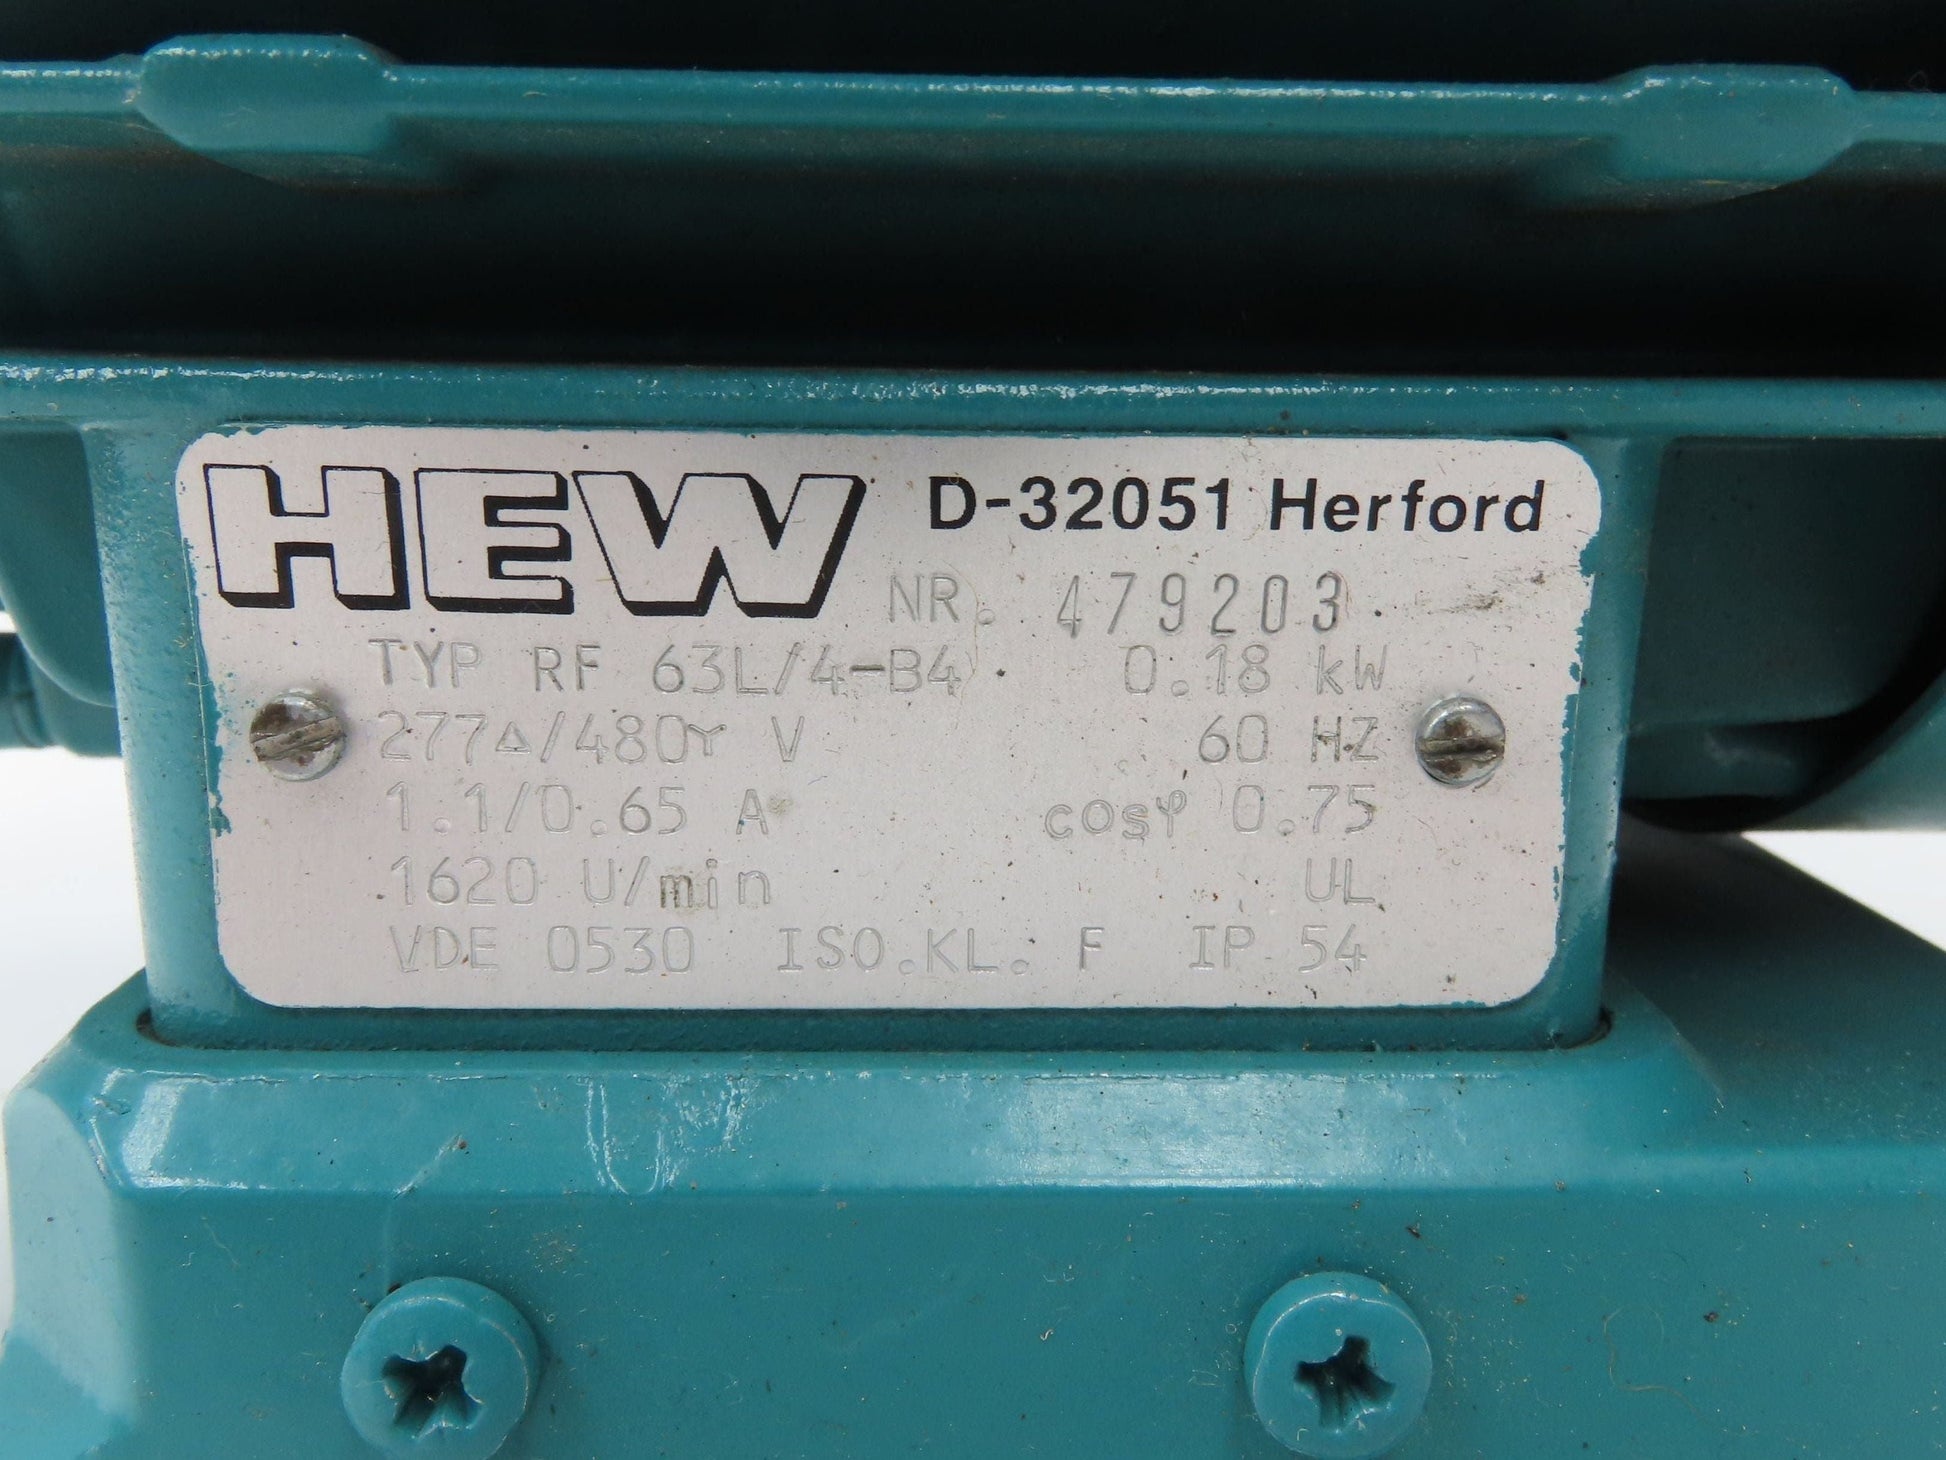 HEW D-32051 Herford
NR. 479203
TYP RF 63L/4-B4 0.18 kW
277△/480Y V 60 HZ
1.1/0.65 A cosφ 0.75
1620 U/min UL
VDE 0530 ISO.KL. F IP 54